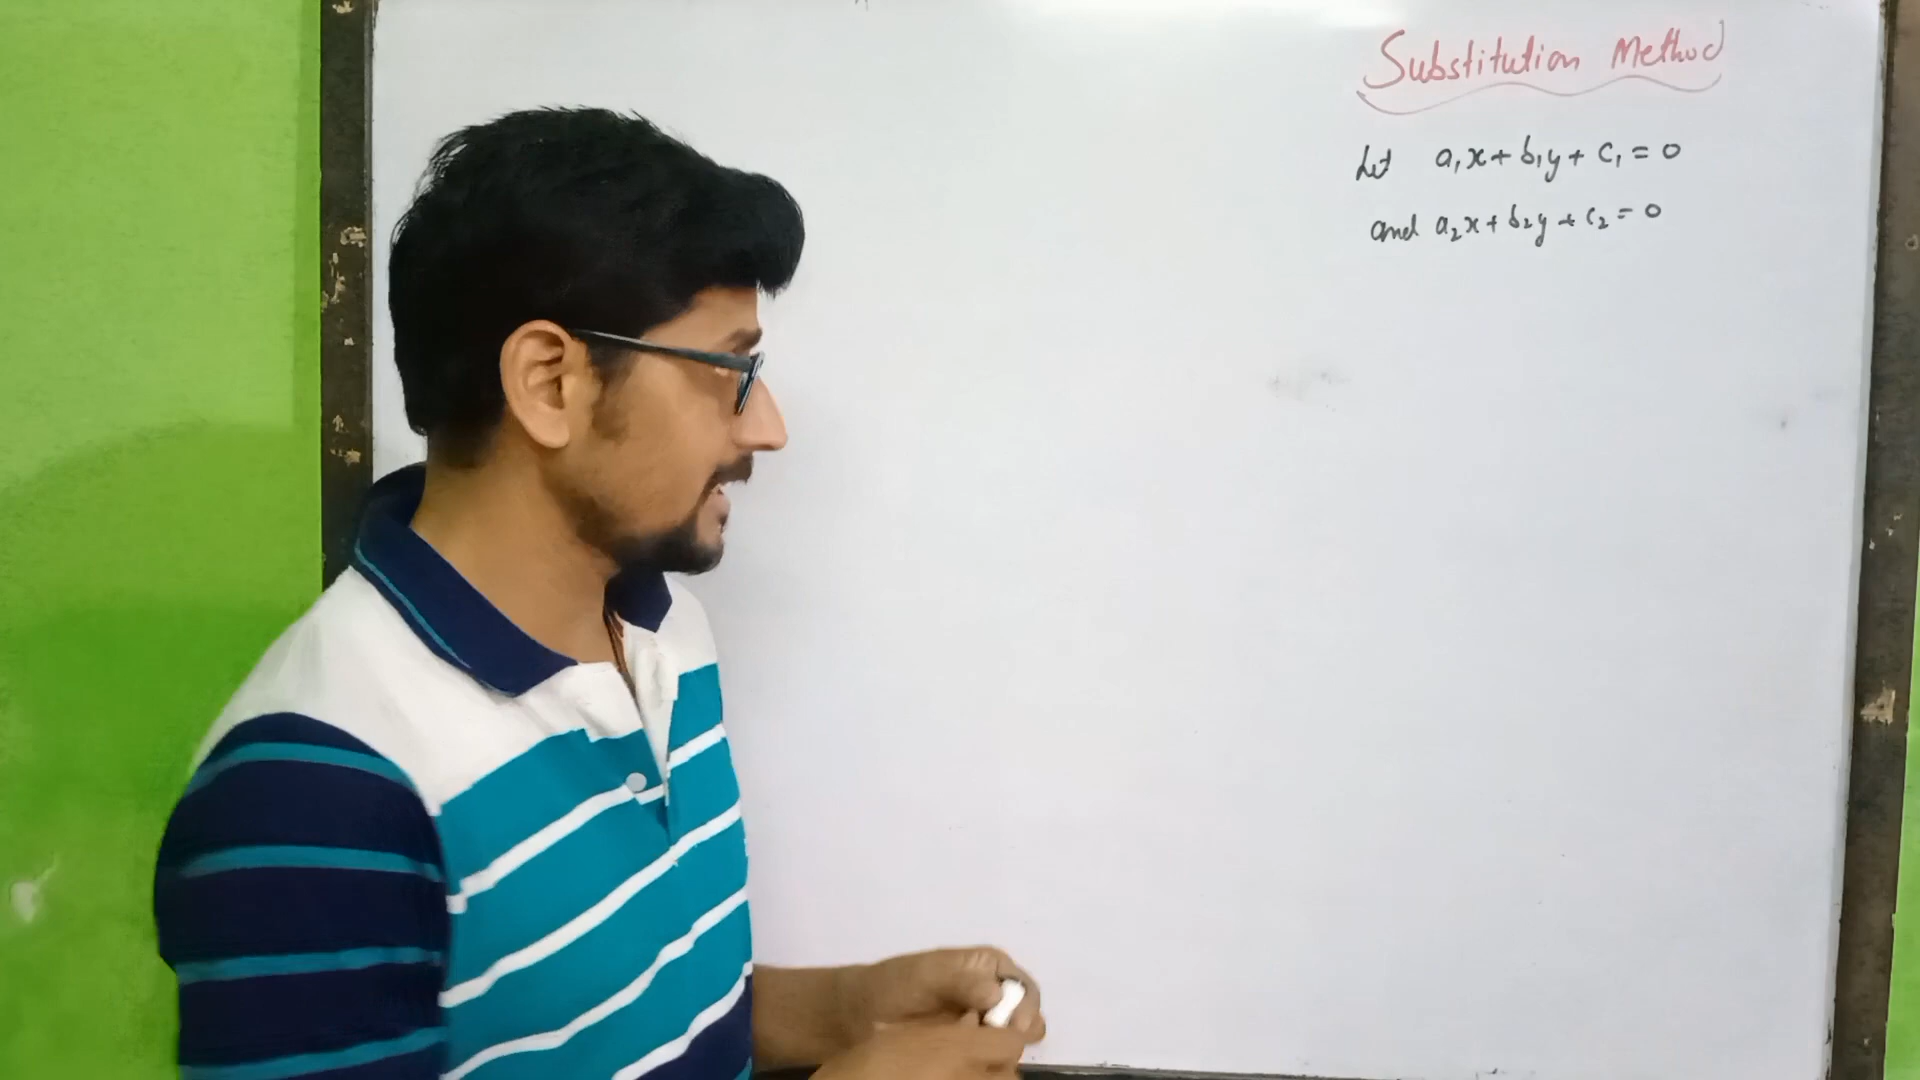 Substitution Method
Let a₁x + b₁y + c₁ = 0
and a₂x + b₂y + c₂ = 0